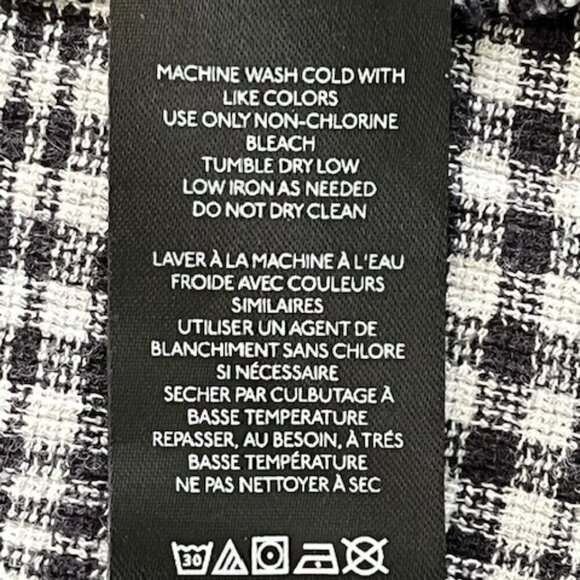 MACHINE WASH COLD WITH
LIKE COLORS
USE ONLY NON-CHLORINE
BLEACH
TUMBLE DRY LOW
LOW IRON AS NEEDED
DO NOT DRY CLEAN
LAVER À LA MACHINE À L'EAU
FROIDE AVEC COULEURS
SIMILAIRES
UTILISER UN AGENT DE
BLANCHIMENT SANS CHLORE
SI NÉCESSAIRE
SECHER PAR CULBUTAGE À
BASSE TEMPERATURE
REPASSER, AU BESOIN, À TRÉS
BASSE TEMPÉRATURE
NE PAS NETTOYER À SEC
30